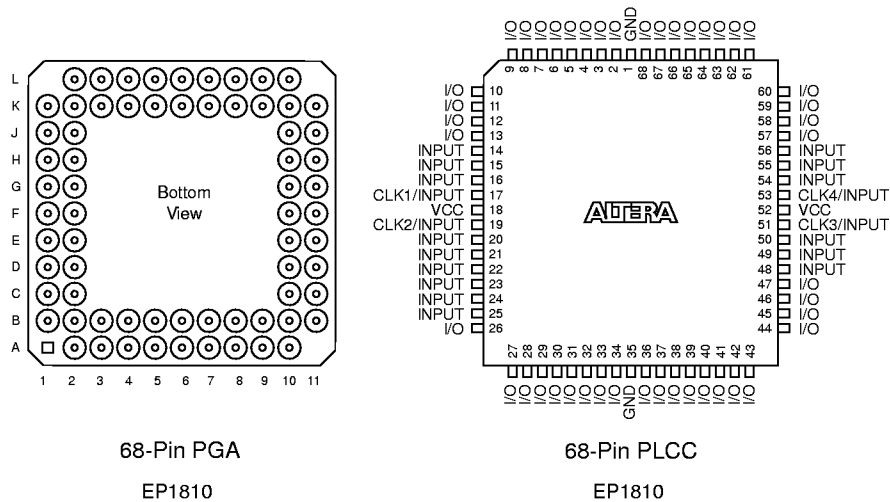 L
K
J
H
G
F
E
D
C
B
A
1 2 3 4 5 6 7 8 9 10 11
Bottom
View
68-Pin PGA
EP1810
I/O I/O I/O I/O I/O I/O I/O I/O GND I/O I/O I/O I/O I/O I/O I/O I/O
9 8 7 6 5 4 3 2 1 68 67 66 65 64 63 62 61
I/O 10 60 I/O
I/O 11 59 I/O
I/O 12 58 I/O
I/O 13 57 I/O
INPUT 14 56 INPUT
INPUT 15 55 INPUT
INPUT 16 54 INPUT
CLK1/INPUT 17 53 CLK4/INPUT
VCC 18 52 VCC
ALTERA
CLK2/INPUT 19 51 CLK3/INPUT
INPUT 20 50 INPUT
INPUT 21 49 INPUT
INPUT 22 48 INPUT
INPUT 23 47 I/O
INPUT 24 46 I/O
INPUT 25 45 I/O
I/O 26 44 I/O
27 28 29 30 31 32 33 34 35 36 37 38 39 40 41 42 43
I/O I/O I/O I/O I/O I/O I/O I/O GND I/O I/O I/O I/O I/O I/O I/O I/O
68-Pin PLCC
EP1810